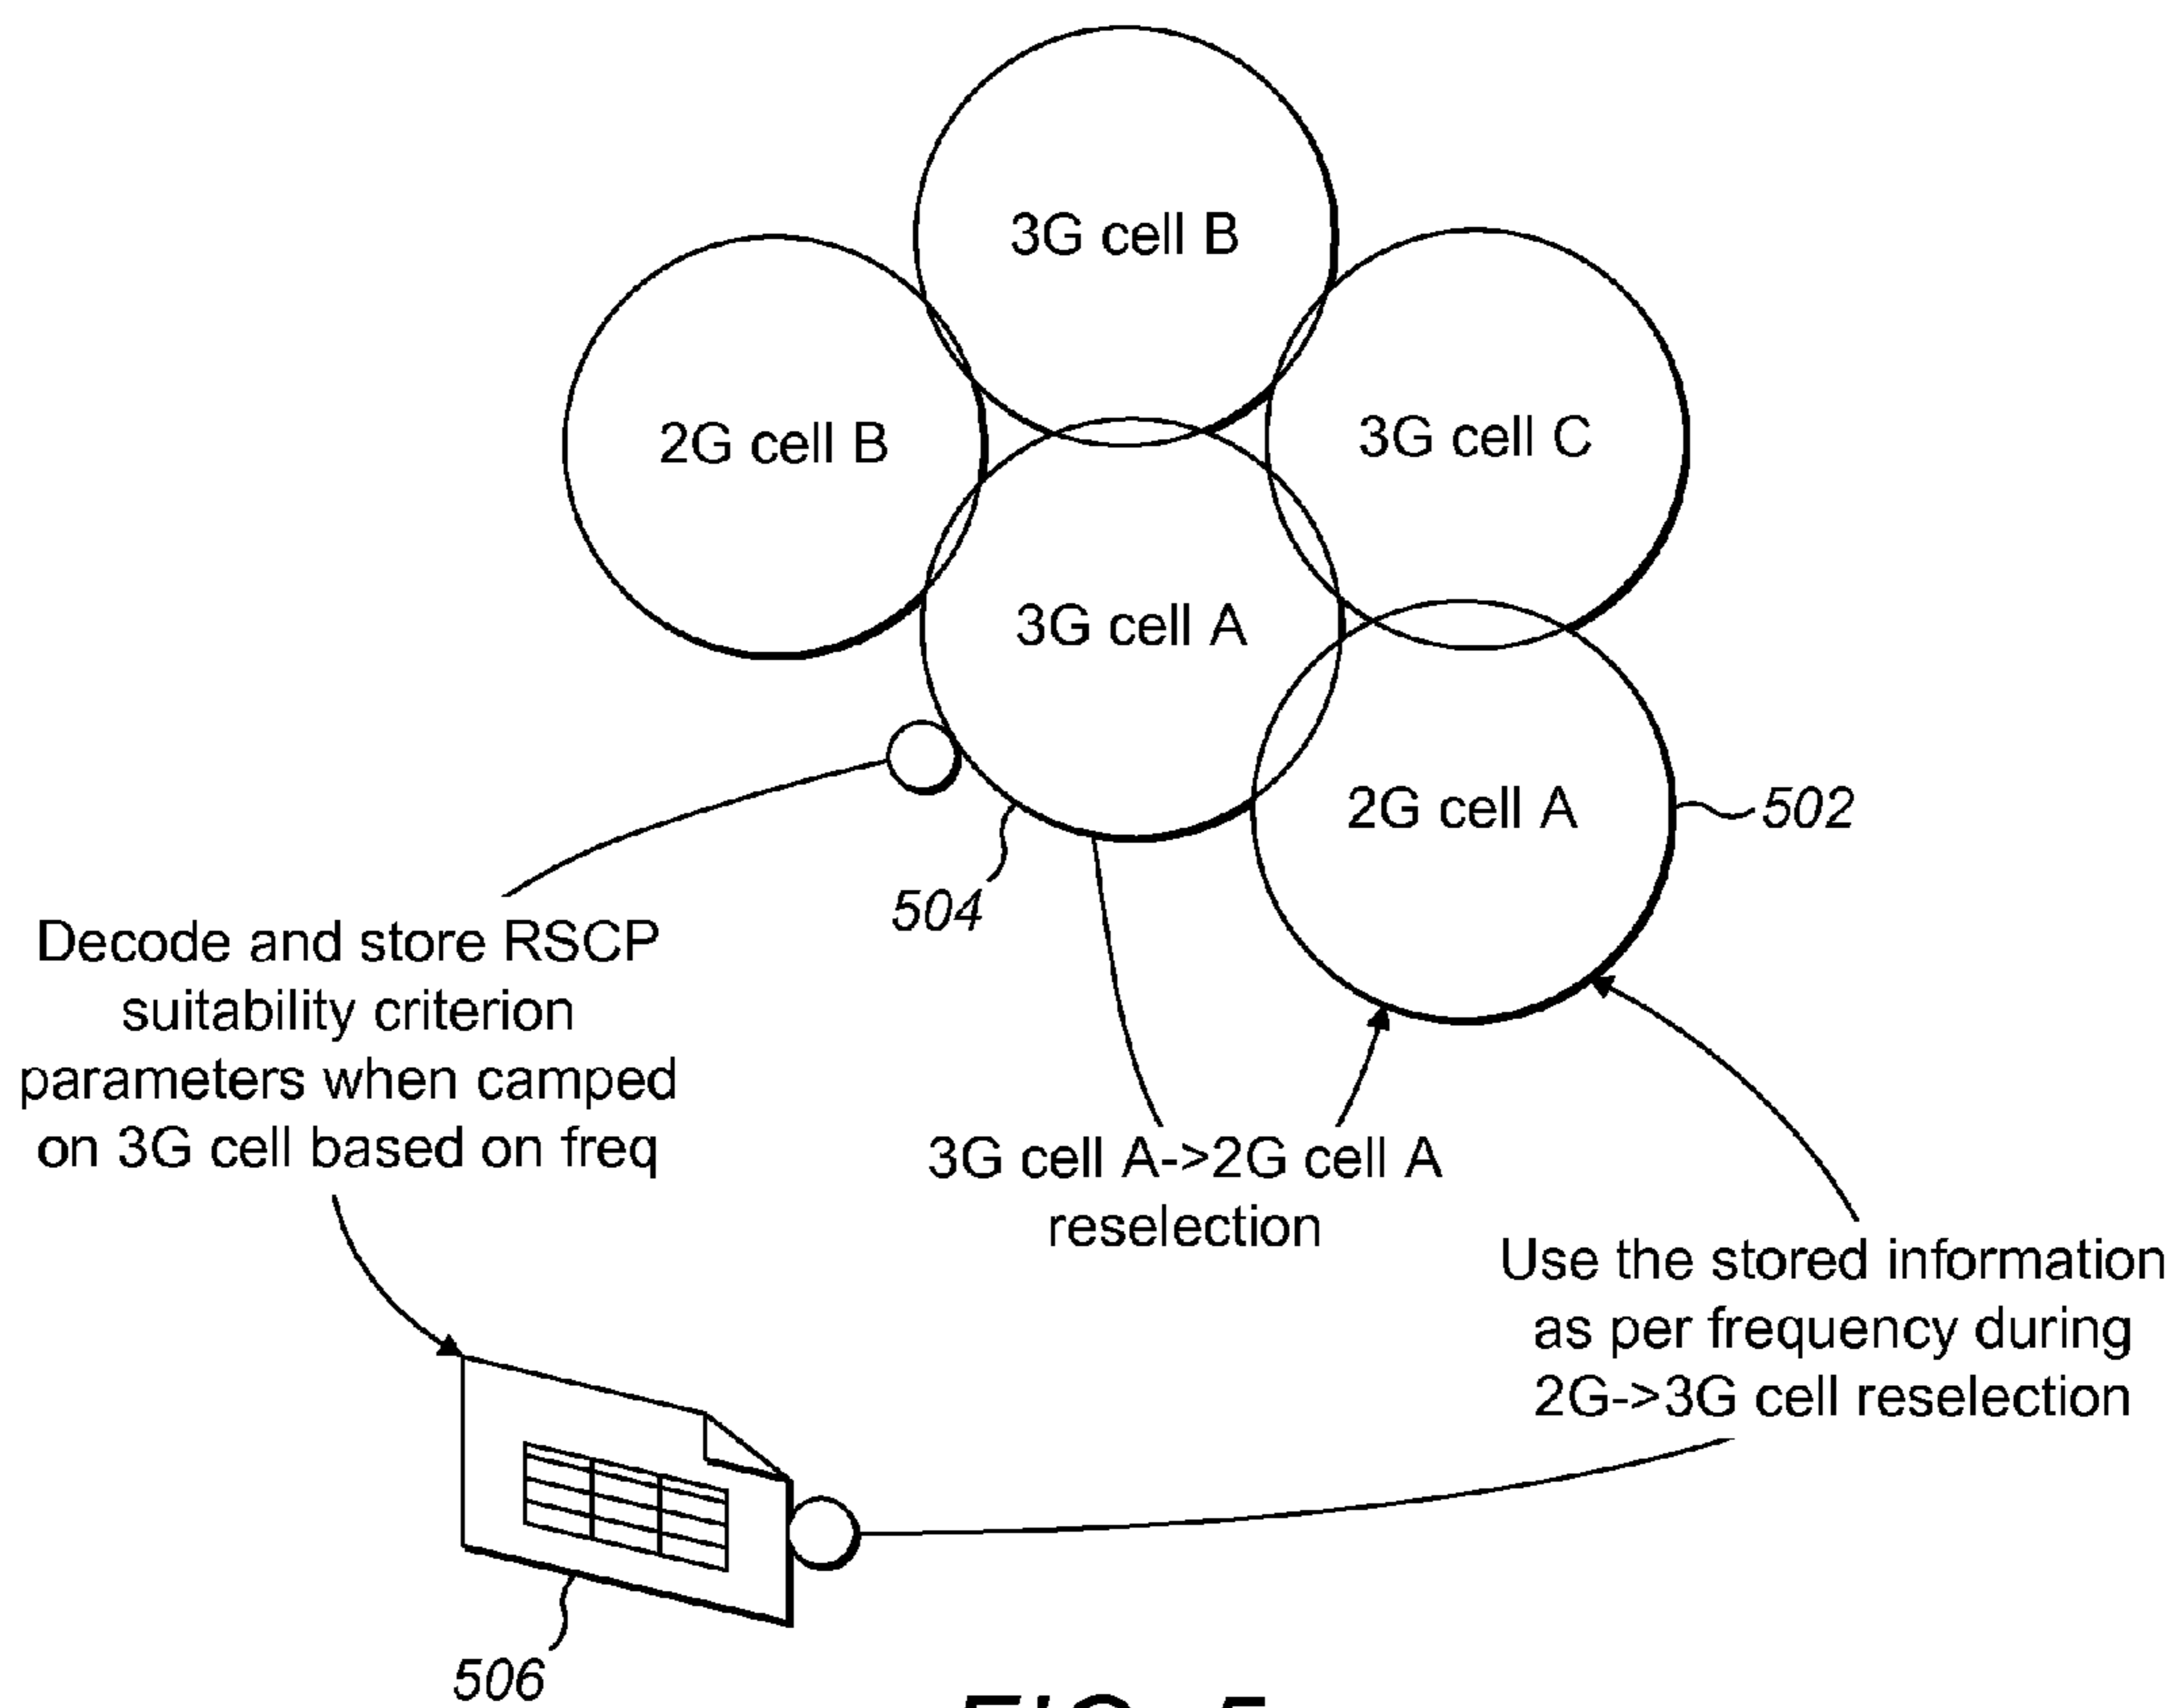 3G cell B
2G cell B
3G cell C
3G cell A
2G cell A
502
504
Decode and store RSCP
suitability criterion
parameters when camped
on 3G cell based on freq
3G cell A->2G cell A
reselection
Use the stored information
as per frequency during
2G->3G cell reselection
506